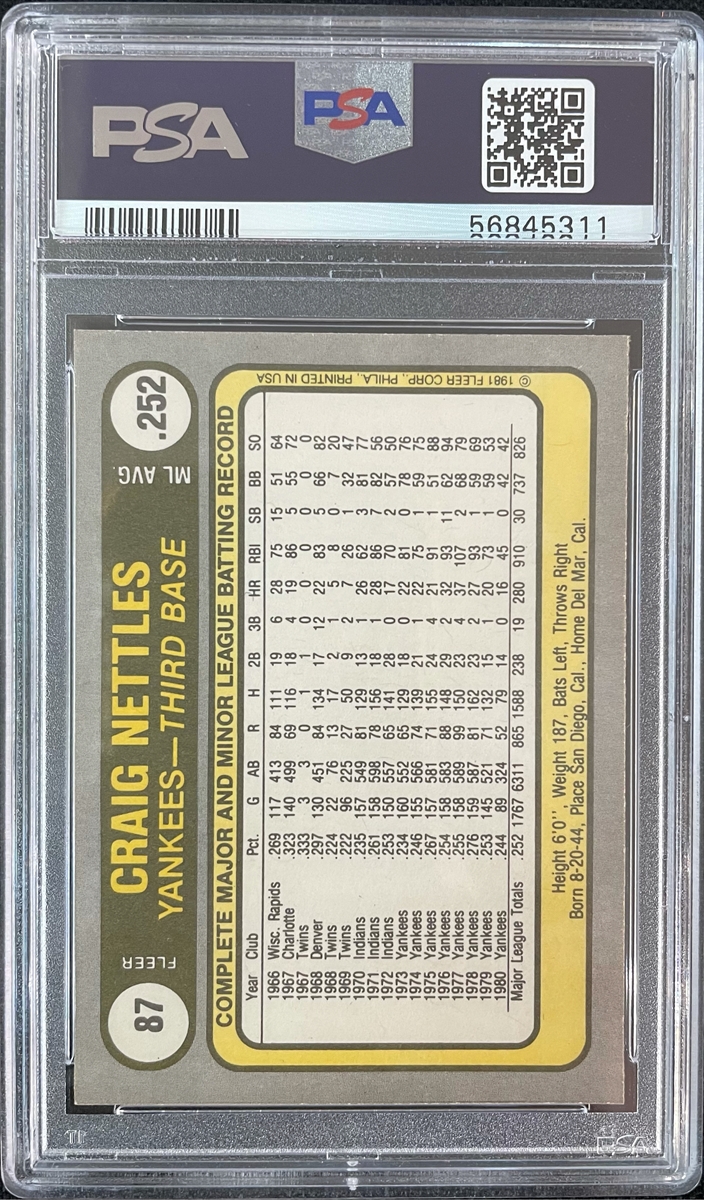 PSA
PSA
56845311
87
FLEER
CRAIG NETTLES
YANKEES—THIRD BASE
ML AVG.
.252
COMPLETE MAJOR AND MINOR LEAGUE BATTING RECORD
Year Club Pct. G AB R H 2B 3B HR RBI SB BB SO
1966 Wisc. Rapids .269 117 413 84 111 19 6 28 75 15 51 64
1967 Charlotte .323 140 499 69 116 18 4 19 86 5 55 72
1967 Twins .333 3 3 0 1 1 0 0 0 0 0 0
1968 Denver .297 130 451 84 134 17 12 22 83 5 66 82
1968 Twins .224 22 76 13 17 2 1 5 8 0 7 20
1969 Twins .222 96 225 27 50 9 2 7 26 1 32 47
1970 Indians .235 157 549 81 129 13 1 26 62 3 81 77
1971 Indians .261 158 598 78 156 18 1 28 86 7 82 56
1972 Indians .253 150 557 65 141 28 0 17 70 2 57 50
1973 Yankees .234 160 552 65 129 18 0 22 81 0 78 76
1974 Yankees .246 155 566 74 139 21 1 22 75 1 59 75
1975 Yankees .267 157 581 71 155 24 4 21 91 1 51 88
1976 Yankees .254 158 583 88 148 29 2 32 93 11 62 94
1977 Yankees .255 158 589 99 150 23 4 37 107 2 68 79
1978 Yankees .276 159 587 81 162 23 2 27 93 1 59 69
1979 Yankees .253 145 521 71 132 15 1 20 73 1 59 53
1980 Yankees .244 89 324 52 79 14 0 16 45 0 42 42
Major League Totals .252 1767 6311 865 1588 238 19 280 910 30 737 826
© 1981 FLEER CORP., PHILA., PRINTED IN USA
Height 6'0", Weight 187, Bats Left, Throws Right
Born 8-20-44, Place San Diego, Cal., Home Del Mar, Cal.
PSA